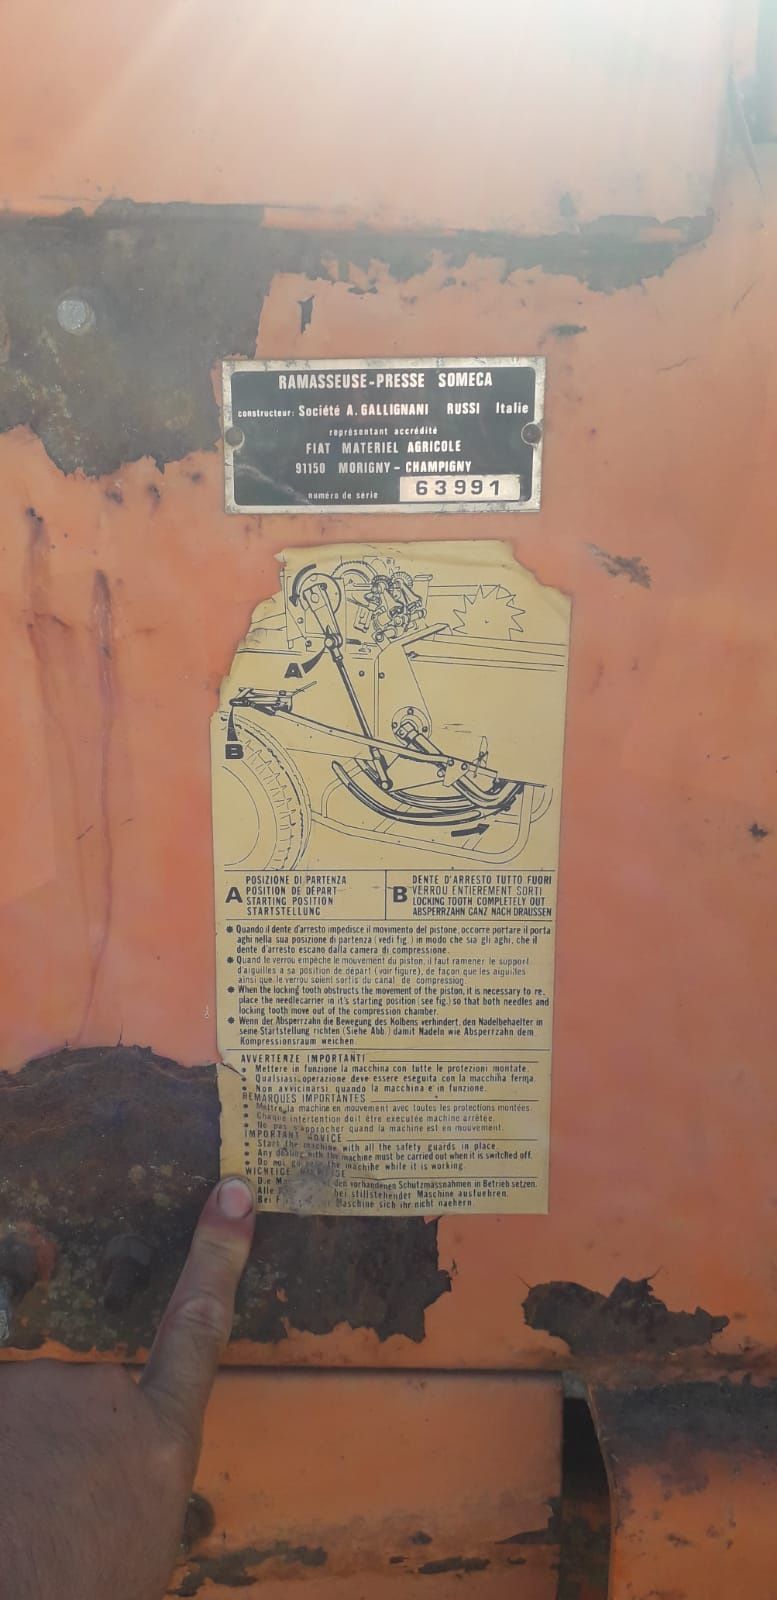 RAMASSEUSE-PRESSE SOMECA
constructeur: Société A. GALLIGNANI RUSSI Italie
représentant accrédité
FIAT MATERIEL AGRICOLE
91150 MORIGNY - CHAMPIGNY
numéro de série 63991
A
B
A
POSIZIONE DI PARTENZA
POSITION DE DÉPART
STARTING POSITION
STARTSTELLUNG
B
DENTE D'ARRESTO TUTTO FUORI
VERROU ENTIEREMENT SORTI
LOCKING TOOTH COMPLETELY OUT
ABSPERRZAHN GANZ NACH DRAUSSEN
* Quando il dente d'arresto impedisce il movimento del pistone, occorre portare il porta
aghi nella sua posizione di partenza (vedi fig.) in modo che sia gli aghi, che il
dente d'arresto escano dalla camera di compressione.
* Quand le verrou empêche le mouvement du piston, il faut ramener le support
d'aiguilles a sa position de départ (voir figure), de façon que les aiguilles
ainsi que le verrou soient sortis du canal de compression.
* When the locking tooth obstructs the movement of the piston, it is necessary to re.
place the needlecarrier in it's starting position (see fig.) so that both needles and
locking tooth move out of the compression chamber.
* Wenn der Absperrzahn die Bewegung des Kolbens verhindert, den Nadelbehaelter in
seine Startstellung richten (Siehe Abb.) damit Nadeln wie Absperrzahn dem
Kompressionsraum weichen.
AVVERTENZE IMPORTANTI
• Mettere in funzione la macchina con tutte le protezioni montate.
• Qualsiasi operazione deve essere eseguita con la macchina ferma.
• Non avvicinarsi quando la macchina e in funzione.
REMARQUES IMPORTANTES
• Mettre la machine en mouvement avec toutes les protections montées.
• Chaque intertention doit être exécutée machine arrêtée.
• Ne pas s'approcher quand la machine est en mouvement.
IMPORTANT ADVICE
• Start the machine with all the safety guards in place.
• Any dealing with the machine must be carried out when it is switched off.
• Do not go near the machine while it is working.
WICHTIGE
Die den vorhandenen Schutzmassnahmen in Betrieb setzen.
Alle bei stillstehender Maschine ausfuehren.
Bei Maschine sich ihr nicht naehern.